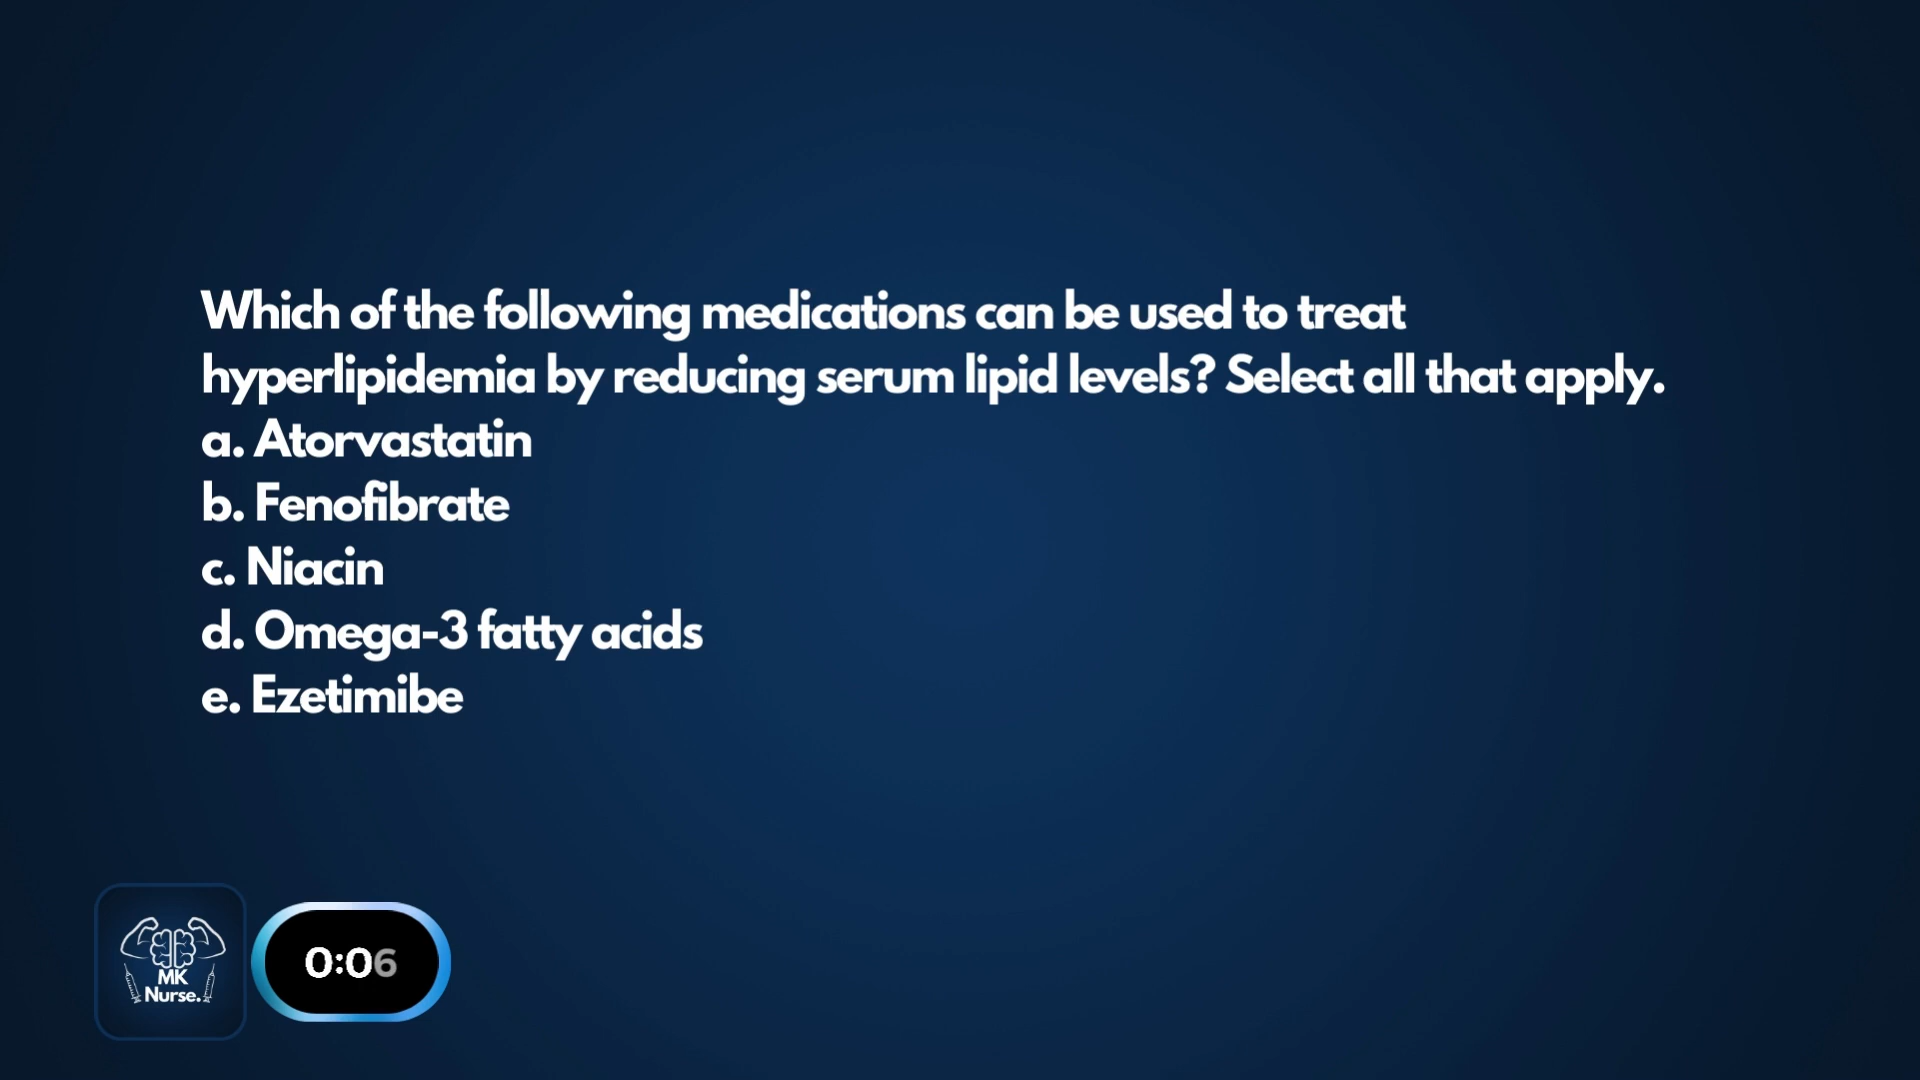 Which of the following medications can be used to treat
hyperlipidemia by reducing serum lipid levels? Select all that apply.
a. Atorvastatin
b. Fenofibrate
c. Niacin
d. Omega-3 fatty acids
e. Ezetimibe
MK
Nurse.
0:06